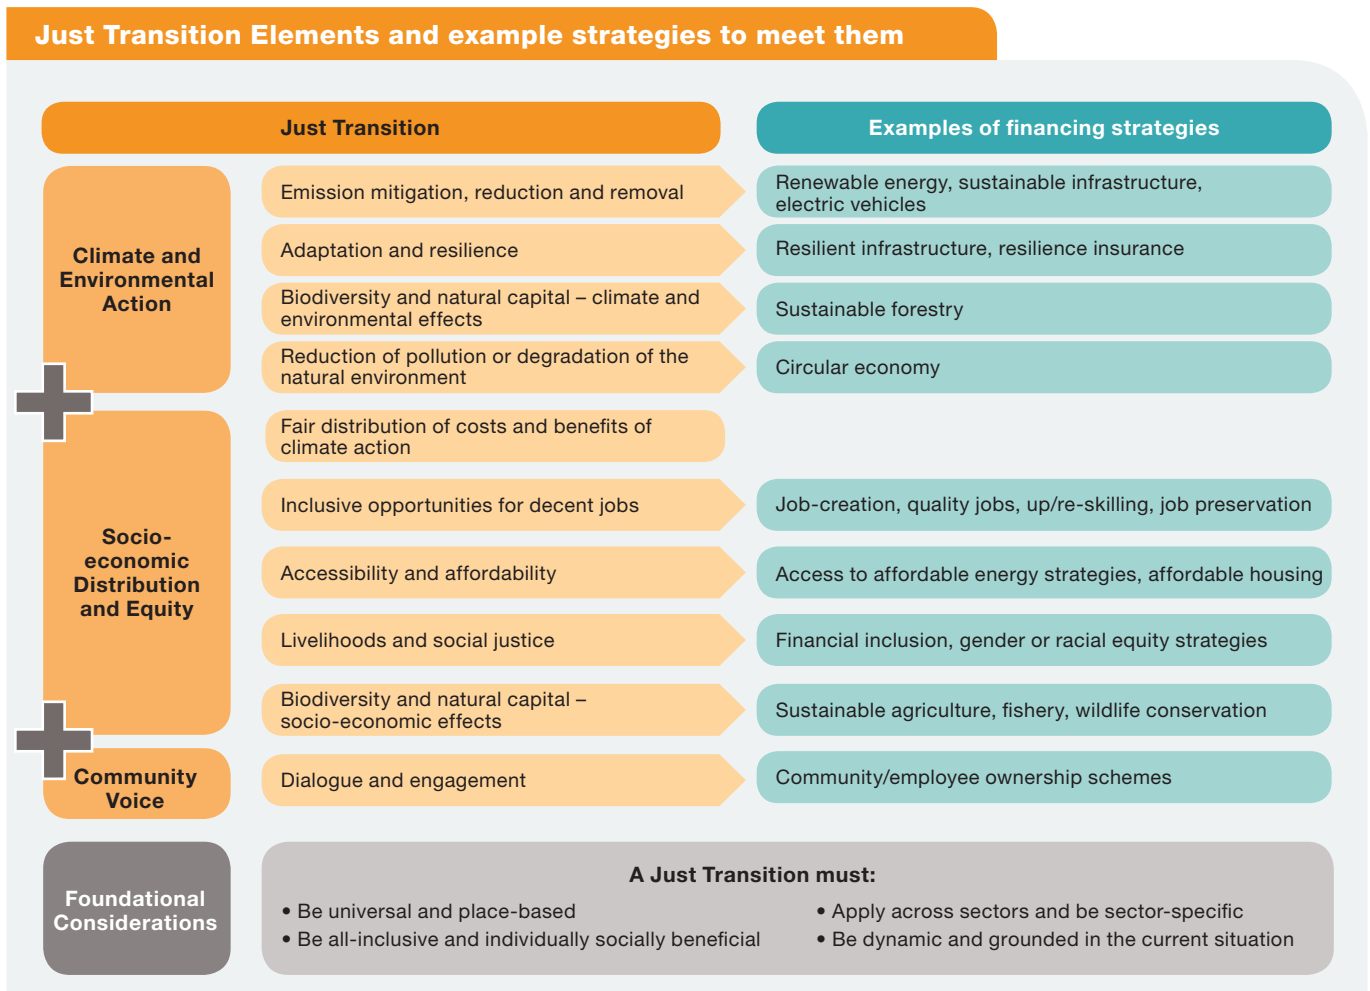 Just Transition Elements and example strategies to meet them
Just Transition
Examples of financing strategies
Climate and
Environmental
Action
Emission mitigation, reduction and removal
Renewable energy, sustainable infrastructure,
electric vehicles
Adaptation and resilience
Resilient infrastructure, resilience insurance
Biodiversity and natural capital – climate and
environmental effects
Sustainable forestry
Reduction of pollution or degradation of the
natural environment
Circular economy
Socio-
economic
Distribution
and Equity
Fair distribution of costs and benefits of
climate action
Inclusive opportunities for decent jobs
Job-creation, quality jobs, up/re-skilling, job preservation
Accessibility and affordability
Access to affordable energy strategies, affordable housing
Livelihoods and social justice
Financial inclusion, gender or racial equity strategies
Biodiversity and natural capital –
socio-economic effects
Sustainable agriculture, fishery, wildlife conservation
Community
Voice
Dialogue and engagement
Community/employee ownership schemes
Foundational
Considerations
A Just Transition must:
• Be universal and place-based
• Be all-inclusive and individually socially beneficial
• Apply across sectors and be sector-specific
• Be dynamic and grounded in the current situation